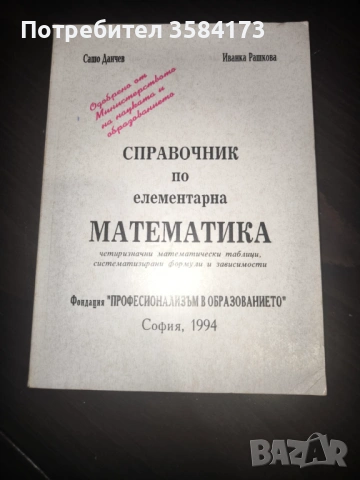 Потребител 3584173
Сашо Данчев
Иванка Рашкова
Одобрено от
Министерството
на науката и
образованието
СПРАВОЧНИК
ПО
елементарна
МАТЕМАТИКА
четиризначни математически таблици,
систематизирани формули и зависимости
Фондация "ПРОФЕСИОНАЛИЗЪМ В ОБРАЗОВАНИЕТО"
София, 1994
BAZAR